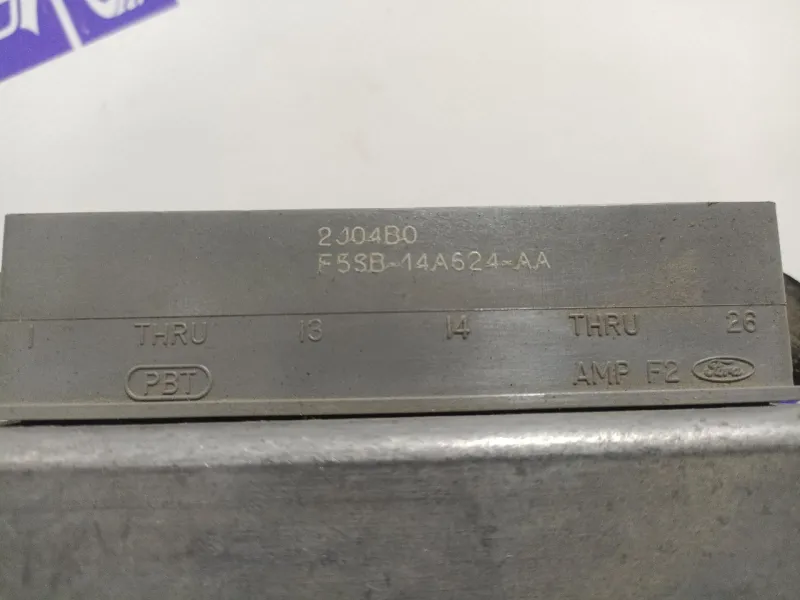 2J04B0
F5SB-14A624-AA
1 THRU 13 14 THRU 26
PBT AMP F2 Ford